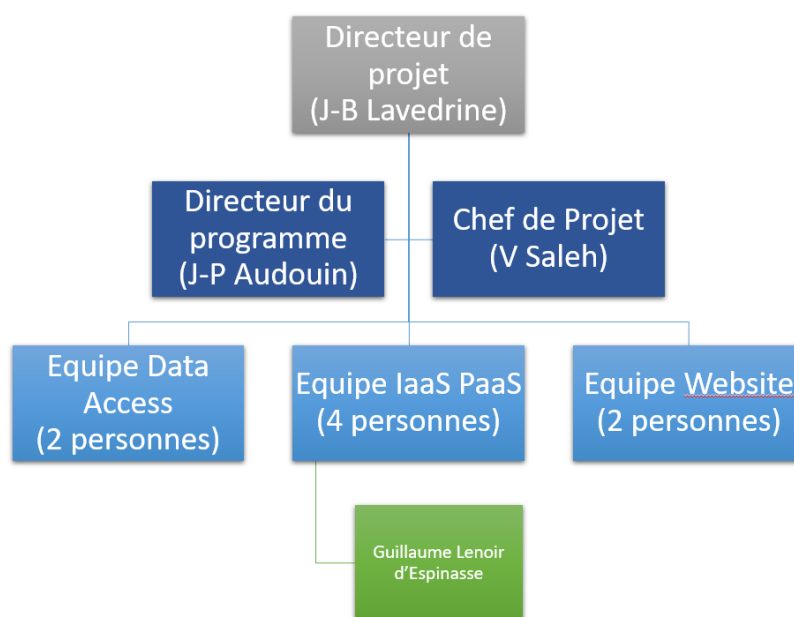 Directeur de
projet
(J-B Lavedrine)
Directeur du
programme
(J-P Audouin)
Chef de Projet
(V Saleh)
Equipe Data
Access
(2 personnes)
Equipe IaaS PaaS
(4 personnes)
Equipe Website
(2 personnes)
Guillaume Lenoir
d’Espinasse